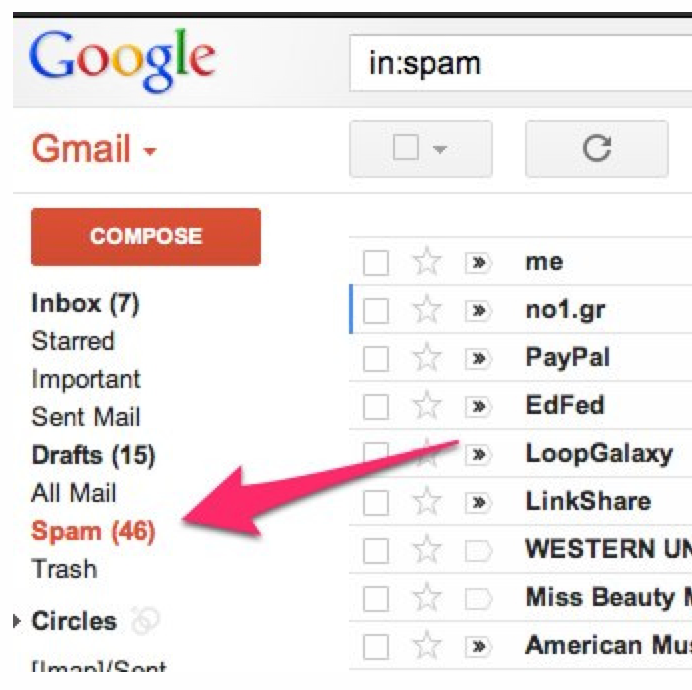 Google
in:spam
Gmail
COMPOSE
Inbox (7)
Starred
Important
Sent Mail
Drafts (15)
All Mail
Spam (46)
Trash
Circles
[Imap]/Sent
me
no1.gr
PayPal
EdFed
LoopGalaxy
LinkShare
WESTERN UN
Miss Beauty M
American Mus